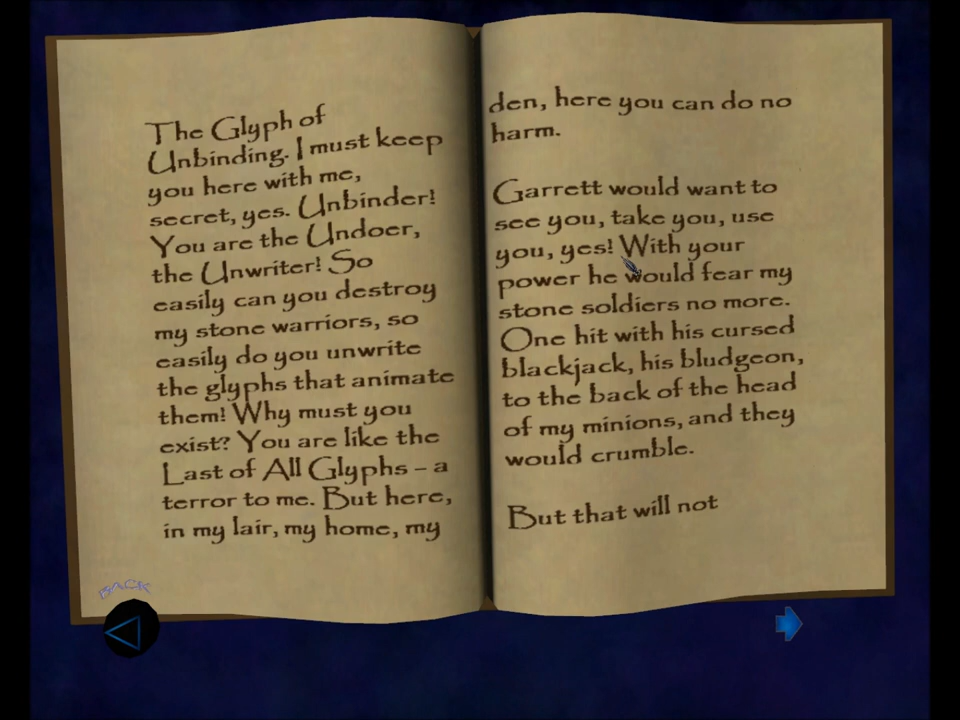 The Glyph of
Unbinding. I must keep
you here with me,
secret, yes. Unbinder!
You are the Undoer,
the Unwriter! So
easily can you destroy
my stone warriors, so
easily do you unwrite
the glyphs that animate
them! Why must you
exist? You are like the
Last of All Glyphs – a
terror to me. But here,
in my lair, my home, my
den, here you can do no
harm.
Garrett would want to
see you, take you, use
you, yes! With your
power he would fear my
stone soldiers no more.
One hit with his cursed
blackjack, his bludgeon,
to the back of the head
of my minions, and they
would crumble.
But that will not
BACK